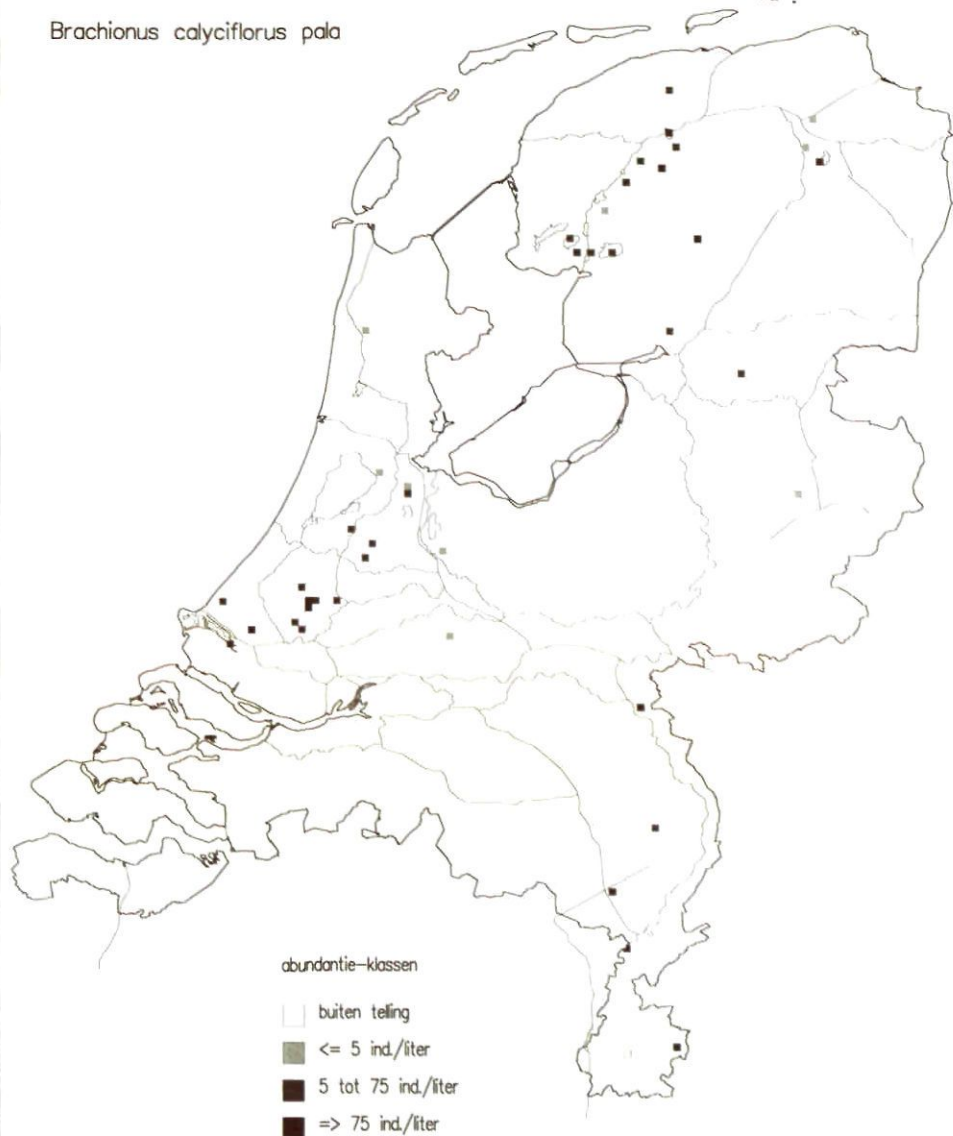 Brachionus calyciflorus pala
abundantie-klassen
buiten telling
<= 5 ind./liter
5 tot 75 ind./liter
=> 75 ind./liter